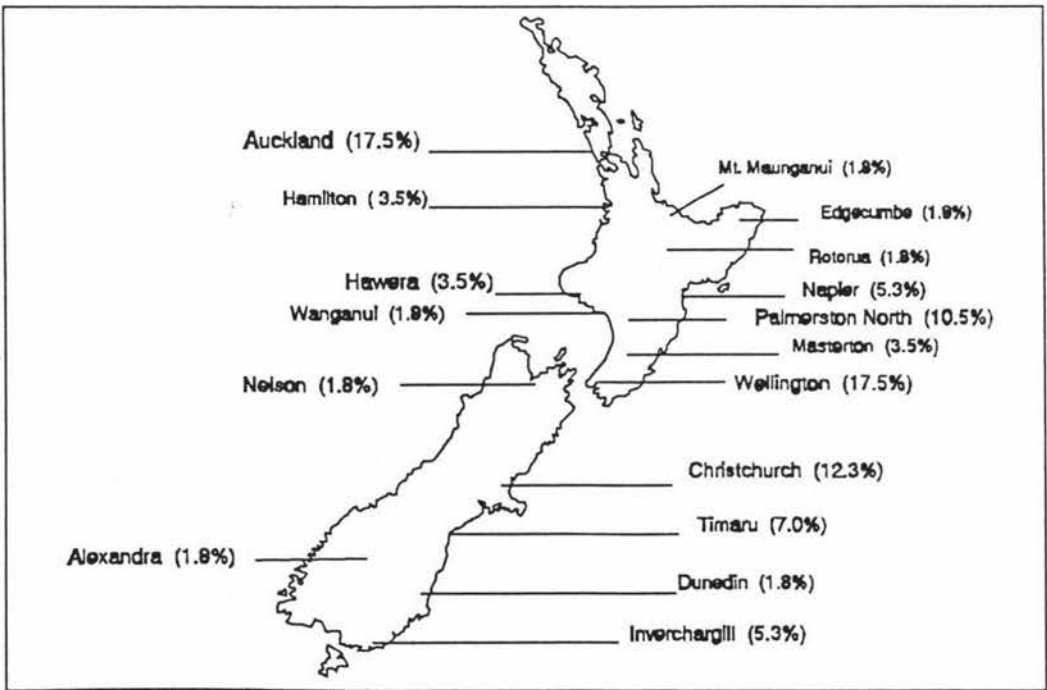 Auckland (17.5%)
Mt. Maunganui (1.8%)
Hamilton ( 3.5%)
Edgecumbe (1.8%)
Rotorua (1.8%)
Hawera (3.5%)
Napier (5.3%)
Wanganui (1.8%)
Palmerston North (10.5%)
Masterton (3.5%)
Nelson (1.8%)
Wellington (17.5%)
Christchurch (12.3%)
Timaru (7.0%)
Alexandra (1.8%)
Dunedin (1.8%)
Inverchargill (5.3%)